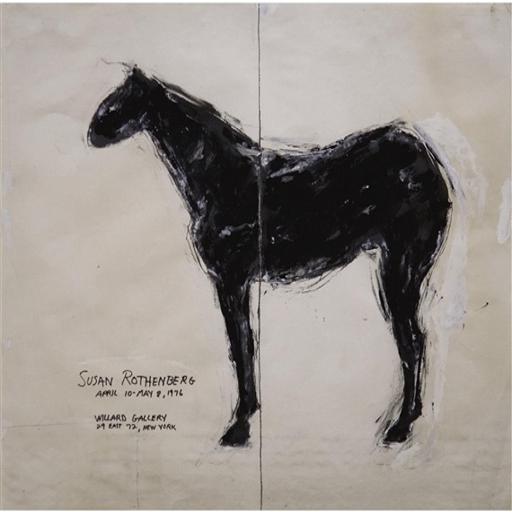 SUSAN ROTHENBERG
APRIL 10-MAY 8, 1976
WILLARD GALLERY
29 EAST 72, NEW YORK